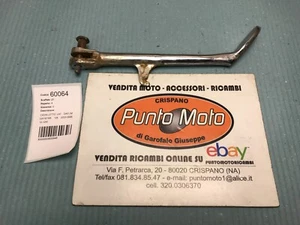 60064
VENDITA MOTO - ACCESSORI - RICAMBI
CRISPANO
Punto Moto
di Garofalo Giuseppe
VENDITA RICAMBI ONLINE SU ebay
PUNTOMOTORICAMBI
Via F. Petrarca, 20 - 80020 CRISPANO (NA)
Tel/fax 081.834.85.47 - e-mail: puntomoto1@alice.it
cell. 320.0306370